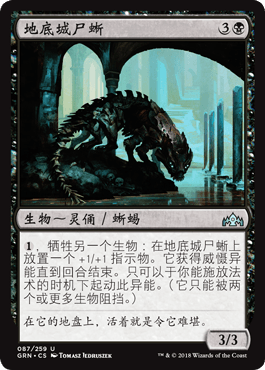 地底城尸蜥
3
生物～灵俑／蜥蜴
1，牺牲另一个生物：在地底城尸蜥上
放置一个 +1/+1 指示物。它获得威慑异
能直到回合结束。只可以于你能施放法
术的时机下起动此异能。（它只能被两
个或更多生物阻挡。）
在它的地盘上，活着就是令它难堪。
3/3
087/259 U
GRN • CS TOMASZ JEDRUSZEK
™ & © 2018 Wizards of the Coast